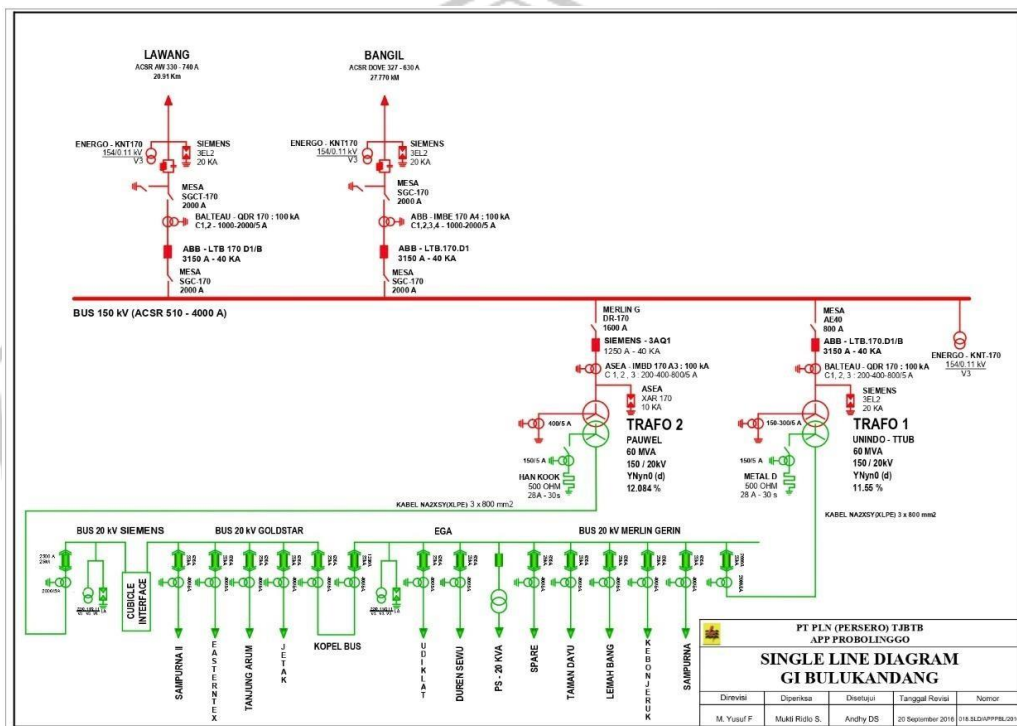 LAWANG
ACSR AW 330 - 740 A
20.91 Km
BANGIL
ACSR DOVE 327 - 630 A
27.770 kM
ENERGO - KNT170
154/0.11 kV
V3
SIEMENS
3EL2
20 KA
ENERGO - KNT170
154/0.11 kV
V3
SIEMENS
3EL2
20 KA
MESA
SGCT-170
2000 A
MESA
SGC-170
2000 A
BALTEAU - QDR 170 : 100 kA
C1,2 - 1000-2000/5 A
ABB - IMBE 170 A4 : 100 kA
C1,2,3,4 - 1000-2000/5 A
ABB - LTB 170 D1/B
3150 A - 40 KA
ABB - LTB.170.D1
3150 A - 40 KA
MESA
SGC-170
2000 A
MESA
SGC-170
2000 A
BUS 150 kV (ACSR 510 - 4000 A)
MERLIN G
DR-170
1600 A
MESA
AE40
800 A
SIEMENS - 3AQ1
1250 A - 40 KA
ABB - LTB.170.D1/B
3150 A - 40 KA
ENERGO - KNT-170
154/0.11 kV
V3
ASEA - IMBD 170 A3 : 100 kA
C 1, 2 , 3 : 200-400-800/5 A
BALTEAU - QDR 170 : 100 kA
C1, 2, 3 : 200-400-800/5 A
ASEA
XAR 170
10 KA
SIEMENS
3EL2
20 KA
400/5 A
TRAFO 2
PAUWEL
60 MVA
150 / 20kV
YNyn0 (d)
12.084 %
150-300/5 A
TRAFO 1
UNINDO - TTUB
60 MVA
150 / 20kV
YNyn0 (d)
11.55 %
150/5 A
HAN KOOK
500 OHM
28A - 30s
150/5 A
METAL D
500 OHM
28 A - 30 s
KABEL NA2XSY(XLPE) 3 x 800 mm2
KABEL NA2XSY(XLPE) 3 x 800 mm2
BUS 20 kV SIEMENS
BUS 20 kV GOLDSTAR
EGA
BUS 20 kV MERLIN GERIN
CUBICLE
INTERFACE
SAMPURNA II
EASTERNTEX
TANJUNG ARUM
JETAK
KOPEL BUS
UDIKLAT
DUREN SEWU
PS - 20 KVA
SPARE
TAMAN DAYU
LEMAH BANG
KEBONJERUK
SAMPURNA
PT PLN (PERSERO) TJBTB
APP PROBOLINGGO
SINGLE LINE DIAGRAM
GI BULUKANDANG
Direvisi
Diperiksa
Disetujui
Tanggal Revisi
Nomor
M. Yusuf F
Mukti Ridlo S.
Andhy DS
20 September 2016